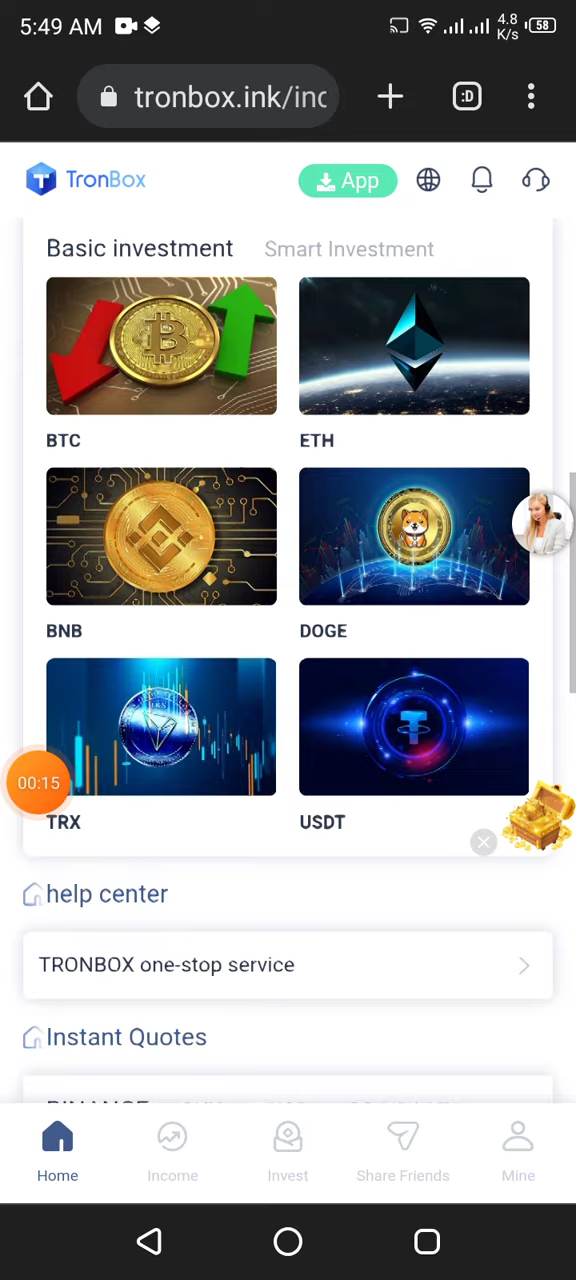 5:49 AM
4.8
K/s
58
tronbox.ink/inc
:D
TronBox
App
Basic investment Smart Investment
BTC ETH
BNB DOGE
00:15
TRX USDT
help center
TRONBOX one-stop service
Instant Quotes
BINANCE
Home Income Invest Share Friends Mine